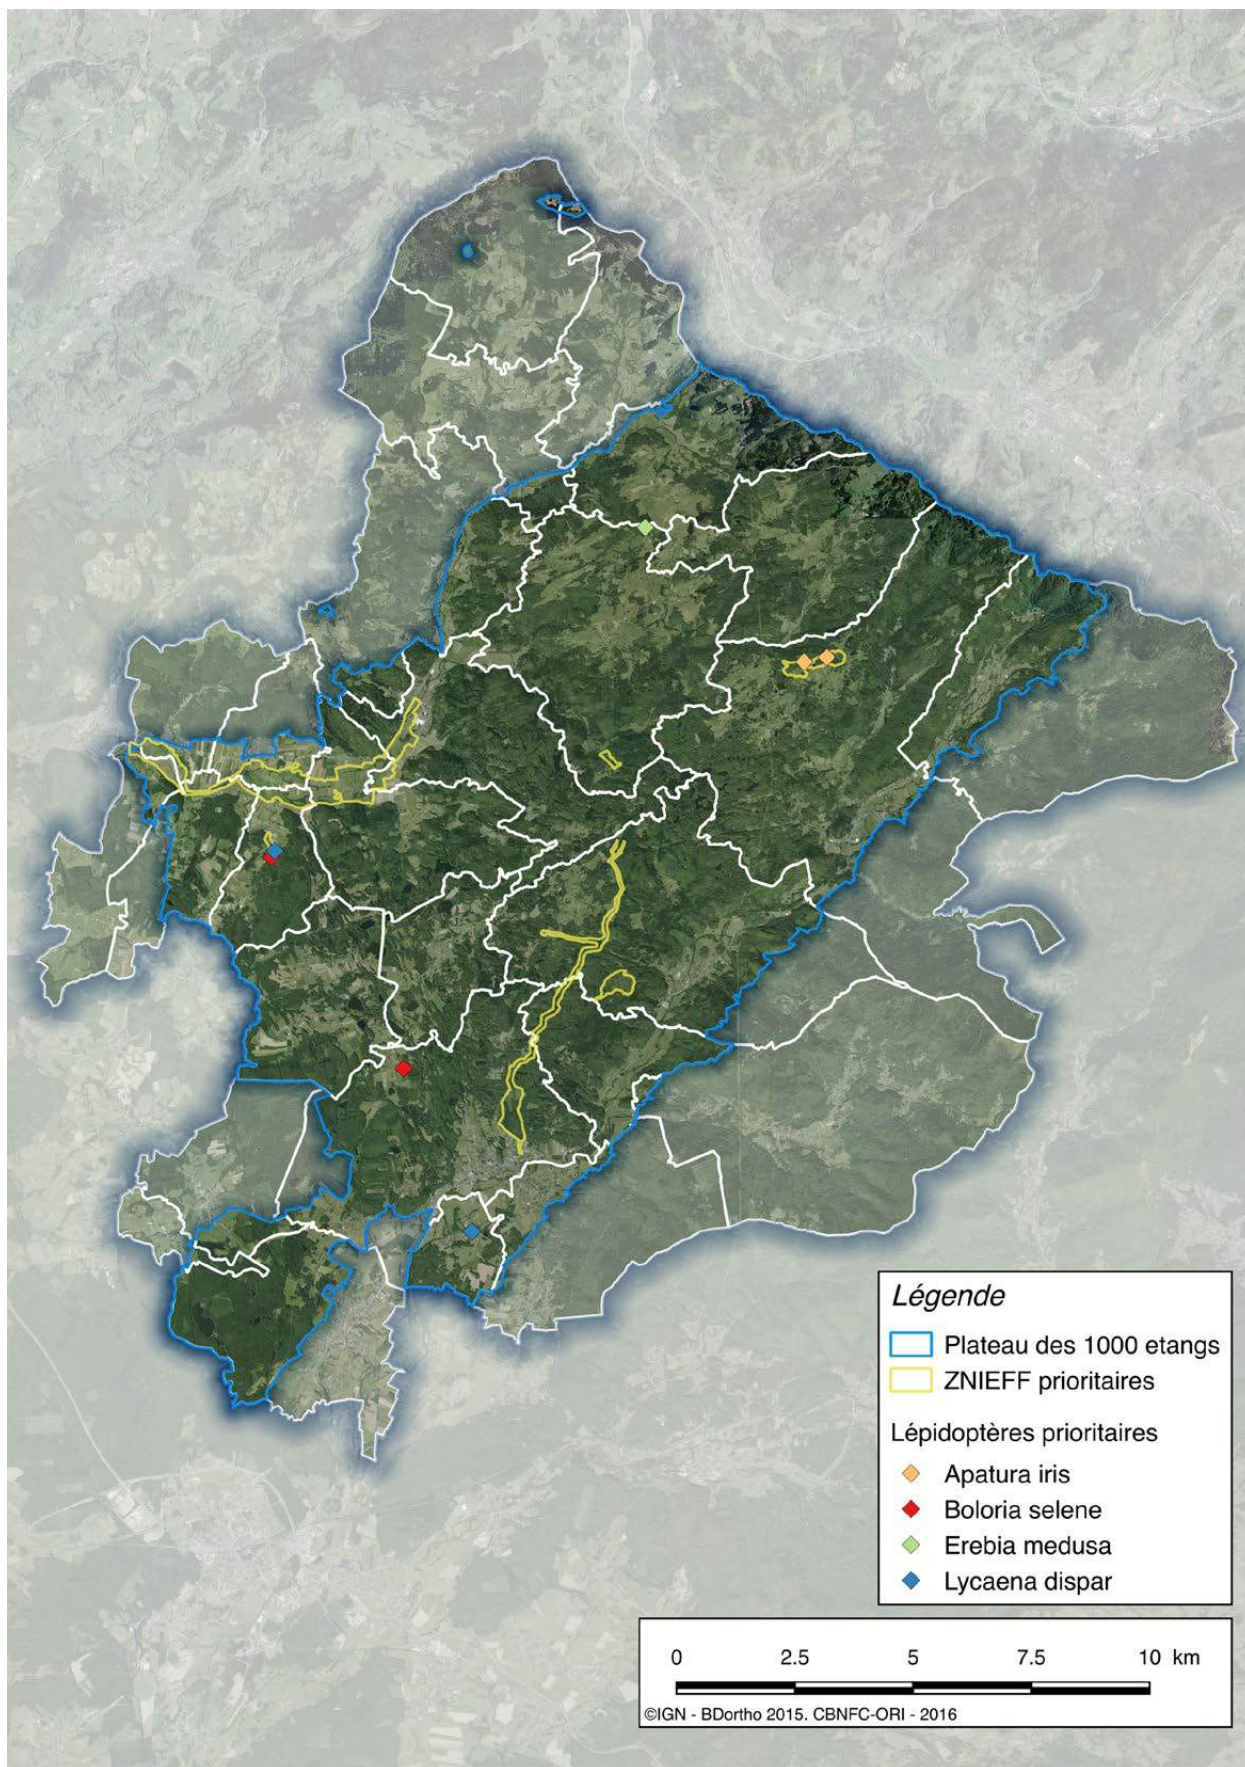 Légende
Plateau des 1000 etangs
ZNIEFF prioritaires
Lépidoptères prioritaires
Apatura iris
Boloria selene
Erebia medusa
Lycaena dispar
0 2.5 5 7.5 10 km
©IGN - BDortho 2015. CBNFC-ORI - 2016